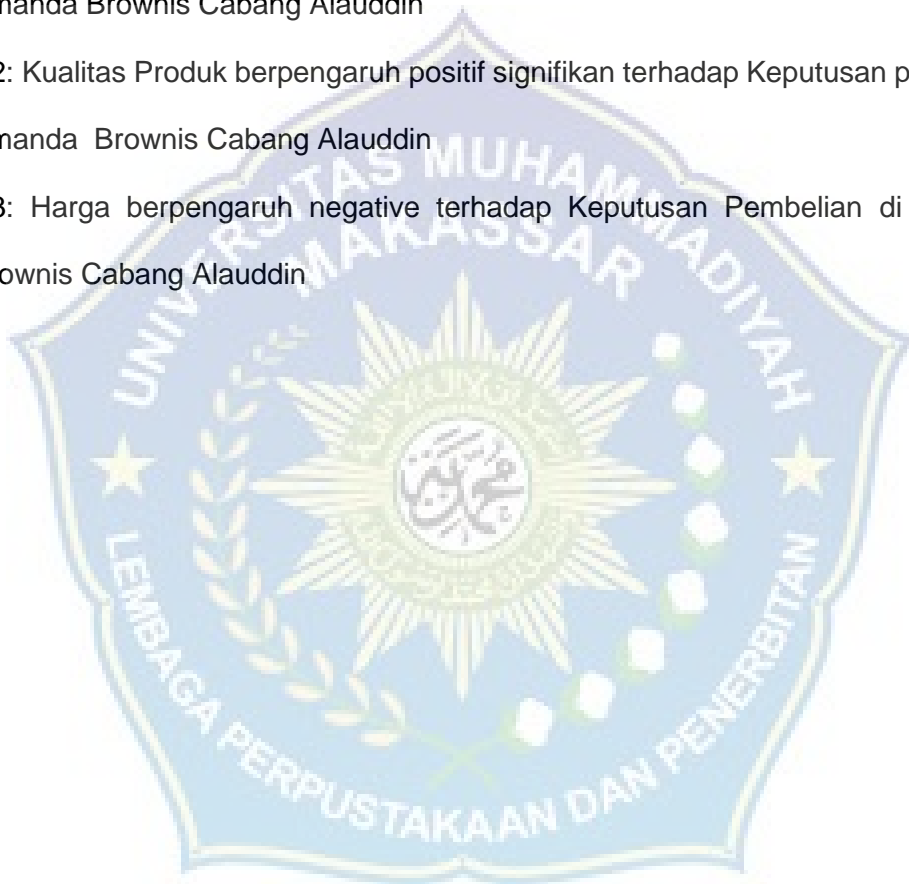 manda Brownis Cabang Alauddin
2: Kualitas Produk berpengaruh positif signifikan terhadap Keputusan p
manda Brownis Cabang Alauddin
3: Harga berpengaruh negative terhadap Keputusan Pembelian di
ownis Cabang Alauddin
UNIVERSITAS MUHAMMADIYAH
MAKASSAR
LEMBAGA PERPUSTAKAAN DAN PENERBITAN